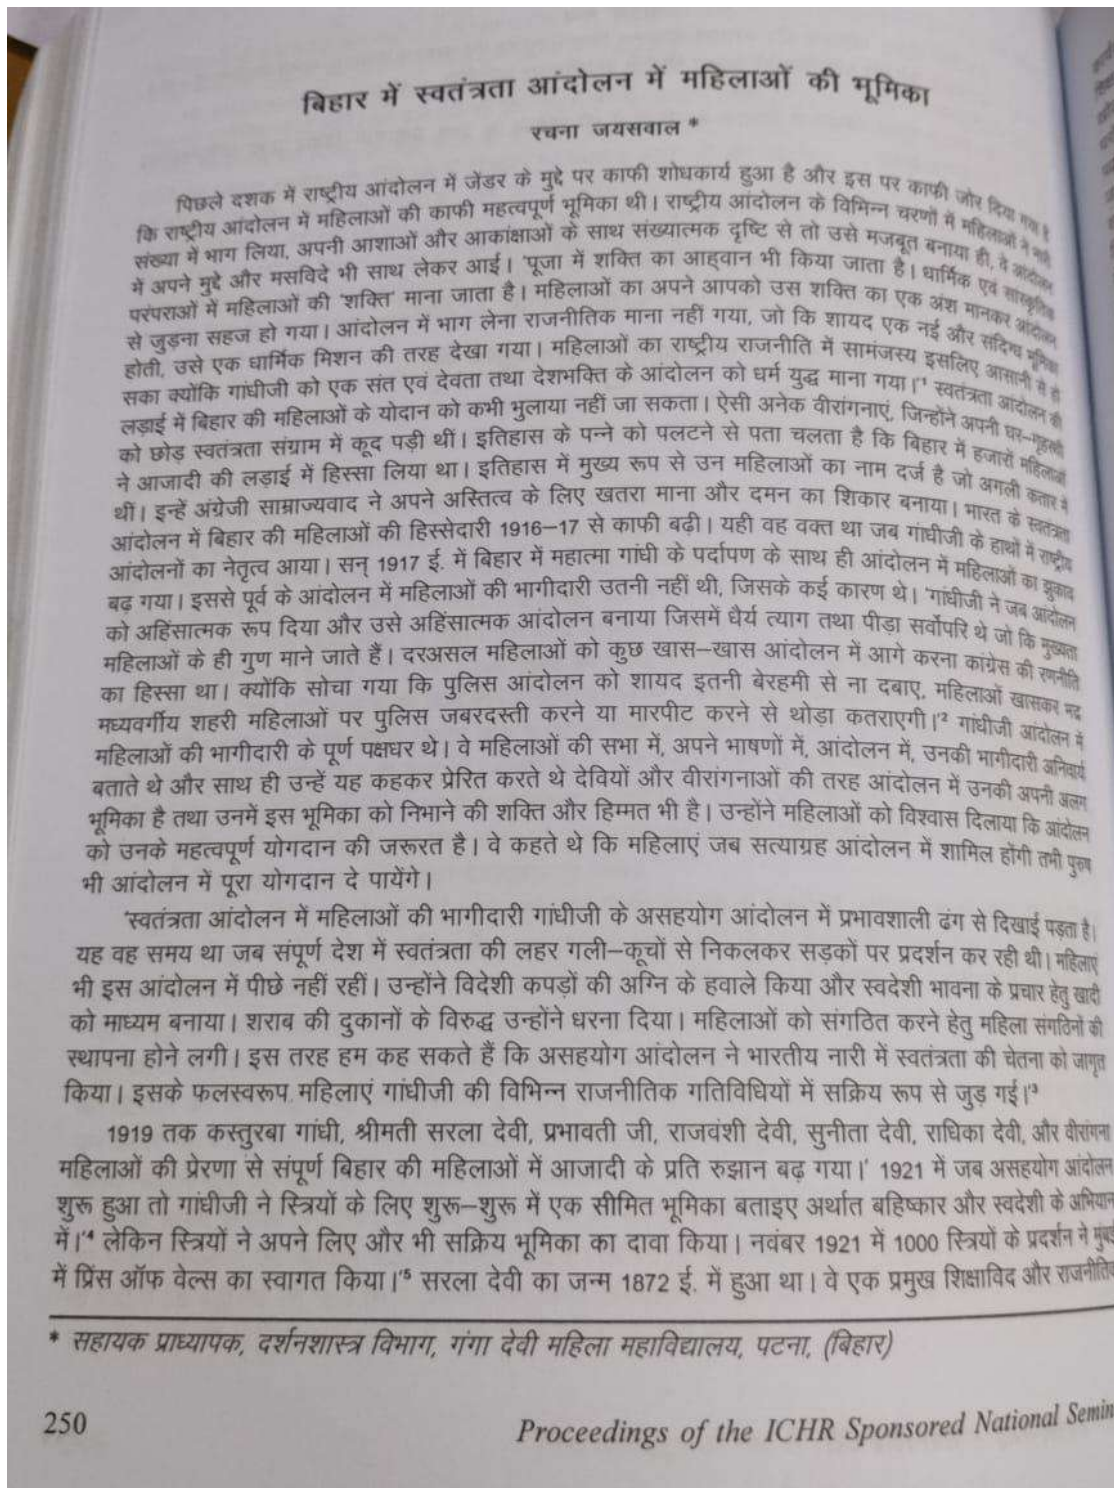 बिहार में स्वतंत्रता आंदोलन में महिलाओं की भूमिका
रचना जयसवाल *
पिछले दशक में राष्ट्रीय आंदोलन में जेंडर के मुद्दे पर काफी शोधकार्य हुआ है और इस पर काफी जोर दिया गया है
कि राष्ट्रीय आंदोलन में महिलाओं की काफी महत्वपूर्ण भूमिका थी। राष्ट्रीय आंदोलन के विभिन्न चरणों में महिलाओं ने भारी
संख्या में भाग लिया, अपनी आशाओं और आकांक्षाओं के साथ संख्यात्मक दृष्टि से तो उसे मजबूत बनाया ही, वे आंदोलन
में अपने मुद्दे और मसविदे भी साथ लेकर आई। 'पूजा में शक्ति का आह्वान भी किया जाता है। धार्मिक एवं सांस्कृतिक
परंपराओं में महिलाओं की 'शक्ति' माना जाता है। महिलाओं का अपने आपको उस शक्ति का एक अंश मानकर आंदोलन
से जुड़ना सहज हो गया। आंदोलन में भाग लेना राजनीतिक माना नहीं गया, जो कि शायद एक नई और संदिग्ध भूमिका
होती, उसे एक धार्मिक मिशन की तरह देखा गया। महिलाओं का राष्ट्रीय राजनीति में सामंजस्य इसलिए आसानी से हो
सका क्योंकि गांधीजी को एक संत एवं देवता तथा देशभक्ति के आंदोलन को धर्म युद्ध माना गया।'¹ स्वतंत्रता आंदोलन की
लड़ाई में बिहार की महिलाओं के योदान को कभी भुलाया नहीं जा सकता। ऐसी अनेक वीरांगनाएं, जिन्होंने अपनी घर–गृहस्थी
को छोड़ स्वतंत्रता संग्राम में कूद पड़ी थीं। इतिहास के पन्ने को पलटने से पता चलता है कि बिहार में हजारों महिलाओं
ने आजादी की लड़ाई में हिस्सा लिया था। इतिहास में मुख्य रूप से उन महिलाओं का नाम दर्ज है जो अगली कतार में
थीं। इन्हें अंग्रेजी साम्राज्यवाद ने अपने अस्तित्व के लिए खतरा माना और दमन का शिकार बनाया। भारत के स्वतंत्रता
आंदोलन में बिहार की महिलाओं की हिस्सेदारी 1916–17 से काफी बढ़ी। यही वह वक्त था जब गांधीजी के हाथों में राष्ट्रीय
आंदोलनों का नेतृत्व आया। सन् 1917 ई. में बिहार में महात्मा गांधी के पर्दापण के साथ ही आंदोलन में महिलाओं का झुकाव
बढ़ गया। इससे पूर्व के आंदोलन में महिलाओं की भागीदारी उतनी नहीं थी, जिसके कई कारण थे। 'गांधीजी ने जब आंदोलन
को अहिंसात्मक रूप दिया और उसे अहिंसात्मक आंदोलन बनाया जिसमें धैर्य त्याग तथा पीड़ा सर्वोपरि थे जो कि मुख्यता
महिलाओं के ही गुण माने जाते हैं। दरअसल महिलाओं को कुछ खास–खास आंदोलन में आगे करना कांग्रेस की रणनीति
का हिस्सा था। क्योंकि सोचा गया कि पुलिस आंदोलन को शायद इतनी बेरहमी से ना दबाए, महिलाओं खासकर भद्र
मध्यवर्गीय शहरी महिलाओं पर पुलिस जबरदस्ती करने या मारपीट करने से थोड़ा कतराएगी।'² गांधीजी आंदोलन में
महिलाओं की भागीदारी के पूर्ण पक्षधर थे। वे महिलाओं की सभा में, अपने भाषणों में, आंदोलन में, उनकी भागीदारी अनिवार्य
बताते थे और साथ ही उन्हें यह कहकर प्रेरित करते थे देवियों और वीरांगनाओं की तरह आंदोलन में उनकी अपनी अलग
भूमिका है तथा उनमें इस भूमिका को निभाने की शक्ति और हिम्मत भी है। उन्होंने महिलाओं को विश्वास दिलाया कि आंदोलन
को उनके महत्वपूर्ण योगदान की जरूरत है। वे कहते थे कि महिलाएं जब सत्याग्रह आंदोलन में शामिल होंगी तभी पुरुष
भी आंदोलन में पूरा योगदान दे पायेंगे।
'स्वतंत्रता आंदोलन में महिलाओं की भागीदारी गांधीजी के असहयोग आंदोलन में प्रभावशाली ढंग से दिखाई पड़ता है।
यह वह समय था जब संपूर्ण देश में स्वतंत्रता की लहर गली–कूचों से निकलकर सड़कों पर प्रदर्शन कर रही थी। महिलाएं
भी इस आंदोलन में पीछे नहीं रहीं। उन्होंने विदेशी कपड़ों की अग्नि के हवाले किया और स्वदेशी भावना के प्रचार हेतु खादी
को माध्यम बनाया। शराब की दुकानों के विरुद्ध उन्होंने धरना दिया। महिलाओं को संगठित करने हेतु महिला संगठिनों की
स्थापना होने लगी। इस तरह हम कह सकते हैं कि असहयोग आंदोलन ने भारतीय नारी में स्वतंत्रता की चेतना को जागृत
किया। इसके फलस्वरूप महिलाएं गांधीजी की विभिन्न राजनीतिक गतिविधियों में सक्रिय रूप से जुड़ गई।'³
1919 तक कस्तुरबा गांधी, श्रीमती सरला देवी, प्रभावती जी, राजवंशी देवी, सुनीता देवी, राधिका देवी, और वीरांगना
महिलाओं की प्रेरणा से संपूर्ण बिहार की महिलाओं में आजादी के प्रति रुझान बढ़ गया।' 1921 में जब असहयोग आंदोलन
शुरू हुआ तो गांधीजी ने स्त्रियों के लिए शुरू–शुरू में एक सीमित भूमिका बताइए अर्थात बहिष्कार और स्वदेशी के अभियान
में।'⁴ लेकिन स्त्रियों ने अपने लिए और भी सक्रिय भूमिका का दावा किया। नवंबर 1921 में 1000 स्त्रियों के प्रदर्शन ने
में प्रिंस ऑफ वेल्स का स्वागत किया।'⁵ सरला देवी का जन्म 1872 ई. में हुआ था। वे एक प्रमुख शिक्षाविद और
* सहायक प्राध्यापक, दर्शनशास्त्र विभाग, गंगा देवी महिला महाविद्यालय, पटना, (बिहार)
250
Proceedings of the ICHR Sponsored National Semin